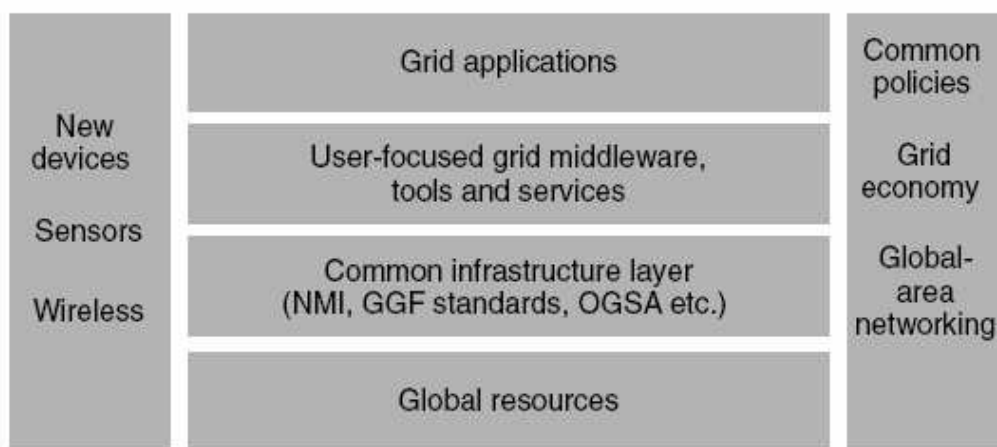 New
devices
Sensors
Wireless
Grid applications
User-focused grid middleware,
tools and services
Common infrastructure layer
(NMI, GGF standards, OGSA etc.)
Global resources
Common
policies
Grid
economy
Global-
area
networking